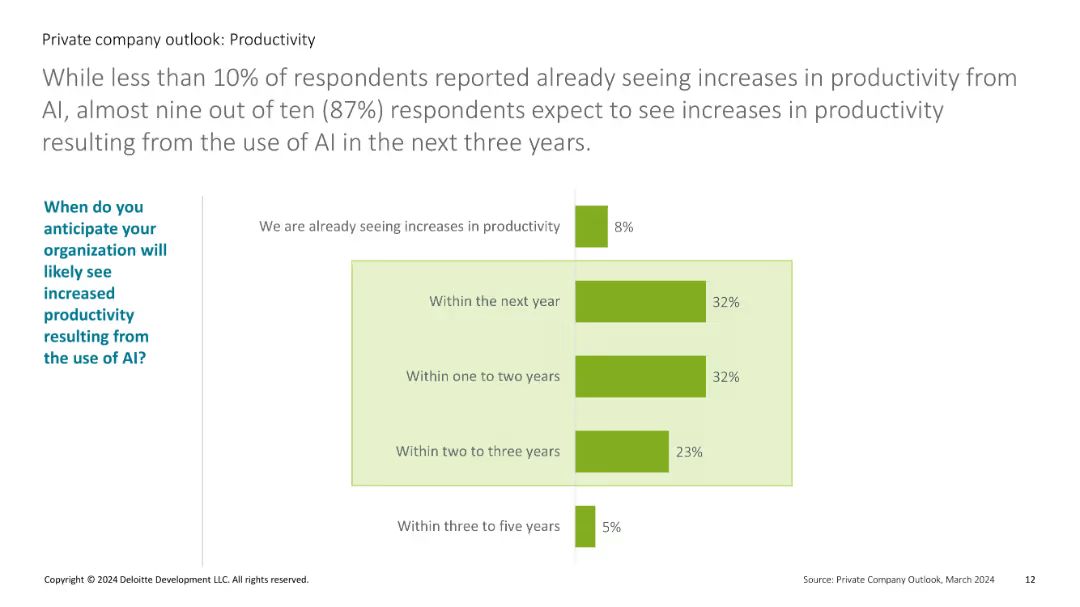 Private company outlook: Productivity
While less than 10% of respondents reported already seeing increases in productivity from
AI, almost nine out of ten (87%) respondents expect to see increases in productivity
resulting from the use of AI in the next three years.
When do you
anticipate your
organization will
likely see
increased
productivity
resulting from
the use of AI?
We are already seeing increases in productivity 8%
Within the next year 32%
Within one to two years 32%
Within two to three years 23%
Within three to five years 5%
Copyright © 2024 Deloitte Development LLC. All rights reserved.
Source: Private Company Outlook, March 2024 12